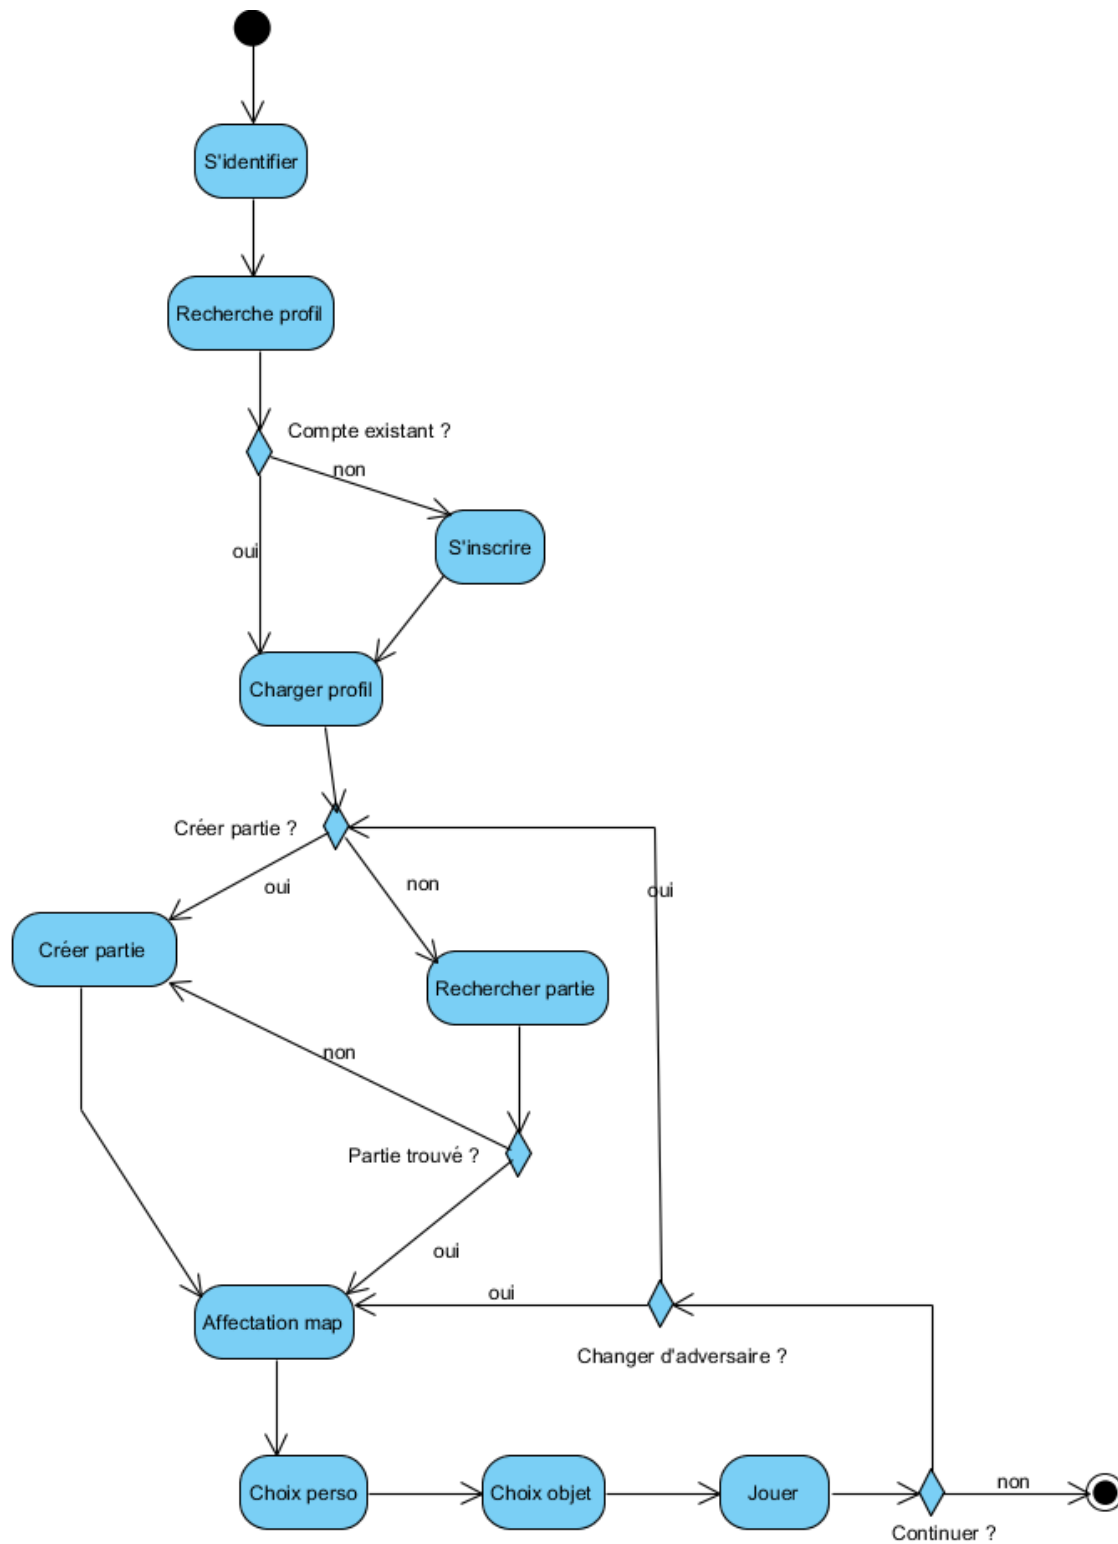 S'identifier
Recherche profil
Compte existant ?
non
oui
S'inscrire
Charger profil
Créer partie ?
oui
non
oui
Créer partie
Rechercher partie
non
Partie trouvé ?
oui
oui
Affectation map
Changer d'adversaire ?
Choix perso
Choix objet
Jouer
non
Continuer ?